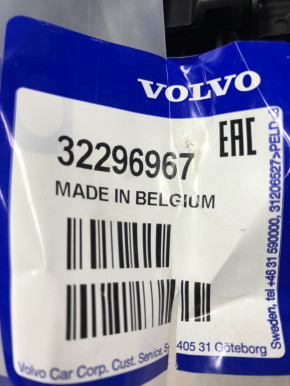 VOLVO
32296967
EAC
MADE IN BELGIUM
Volvo Car Corp. Cust. Service, S 405 31 Göteborg
Sweden, tel +46 31 590000, 31206627>PELD<3